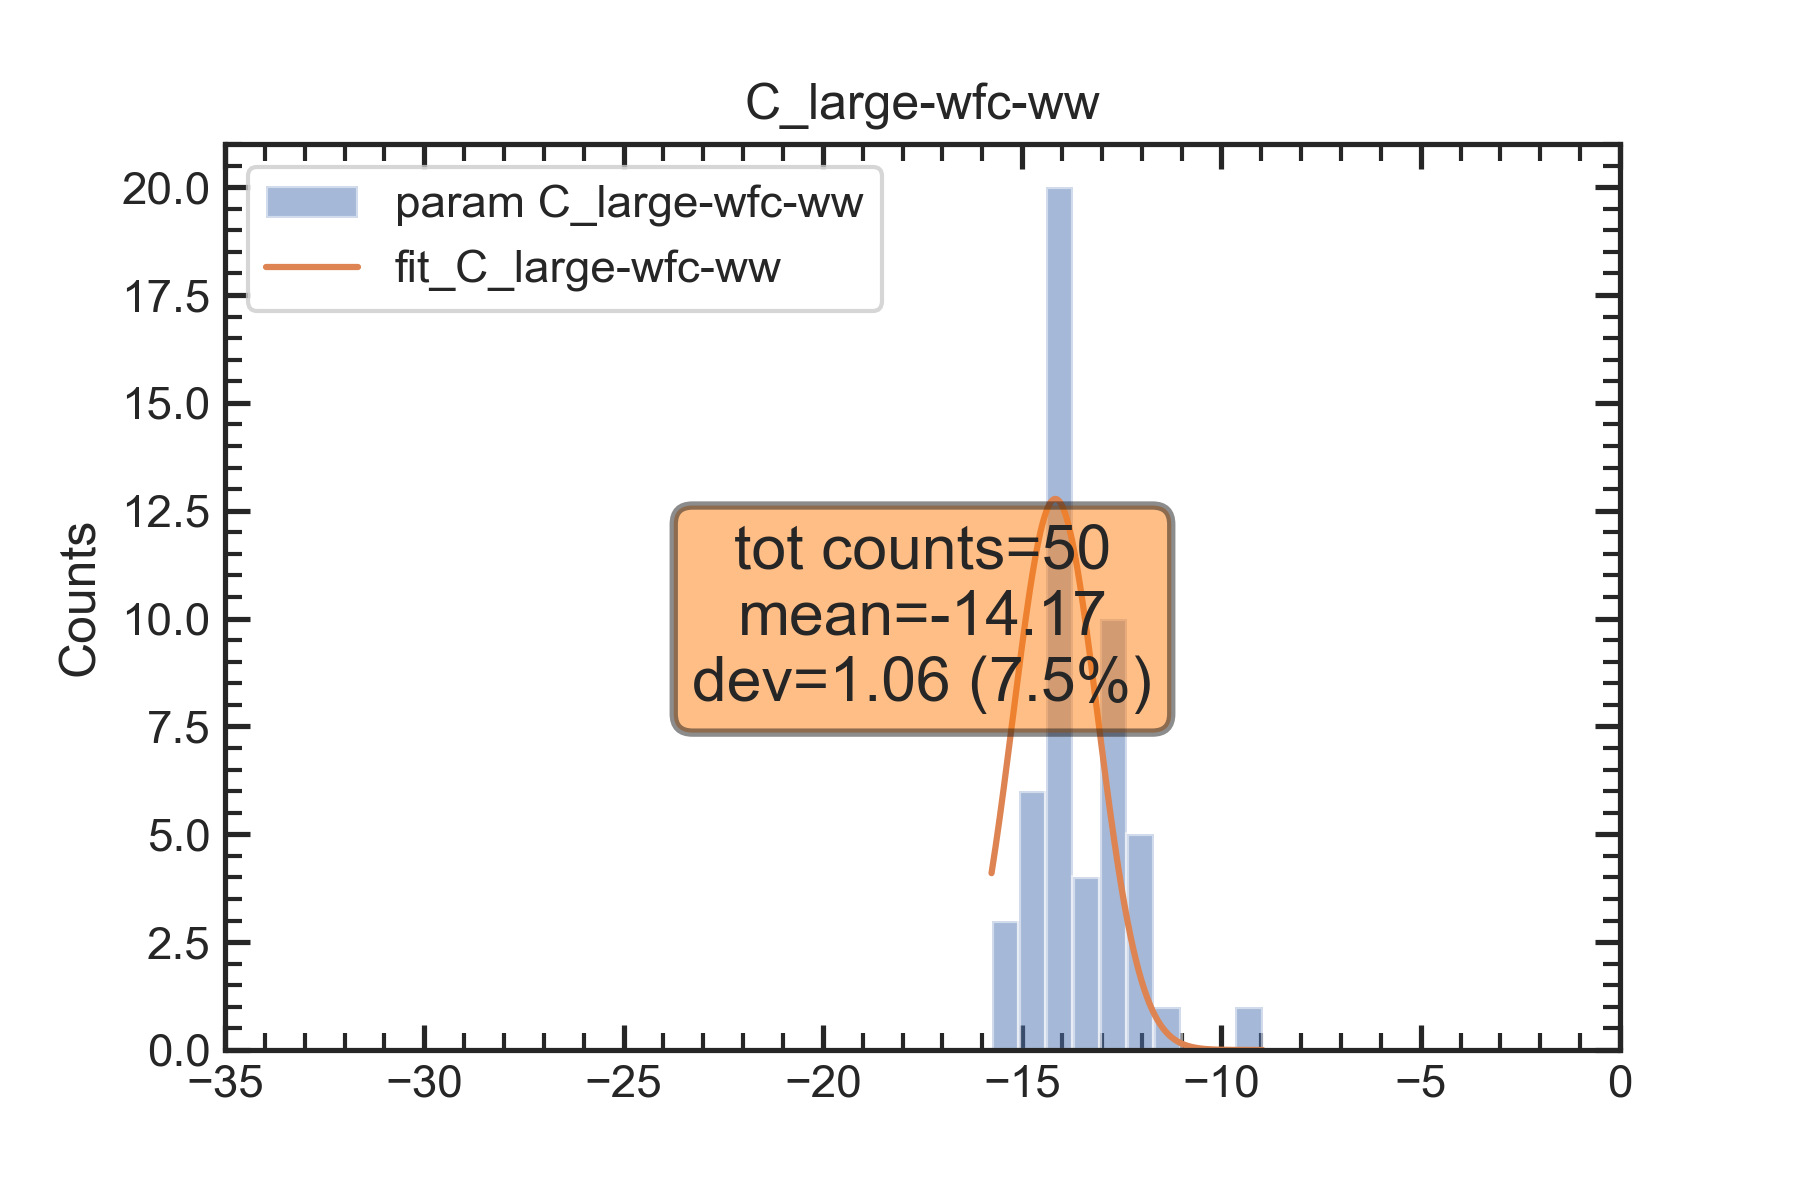 C_large-wfc-ww
param C_large-wfc-ww
fit_C_large-wfc-ww
Counts
20.0
17.5
15.0
12.5
10.0
7.5
5.0
2.5
0.0
tot counts=50
mean=-14.17
dev=1.06 (7.5%)
−35 −30 −25 −20 −15 −10 −5 0